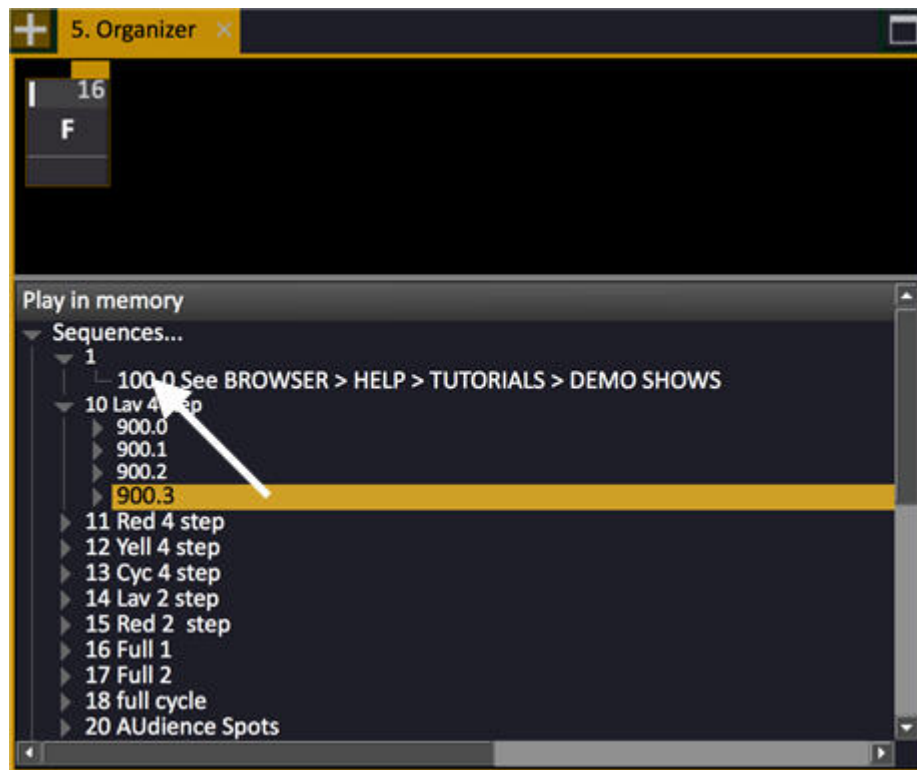 5. Organizer
16
F
Play in memory
Sequences...
1
100.0 See BROWSER > HELP > TUTORIALS > DEMO SHOWS
10 Lav 4 step
900.0
900.1
900.2
900.3
11 Red 4 step
12 Yell 4 step
13 Cyc 4 step
14 Lav 2 step
15 Red 2  step
16 Full 1
17 Full 2
18 full cycle
20 AUdience Spots